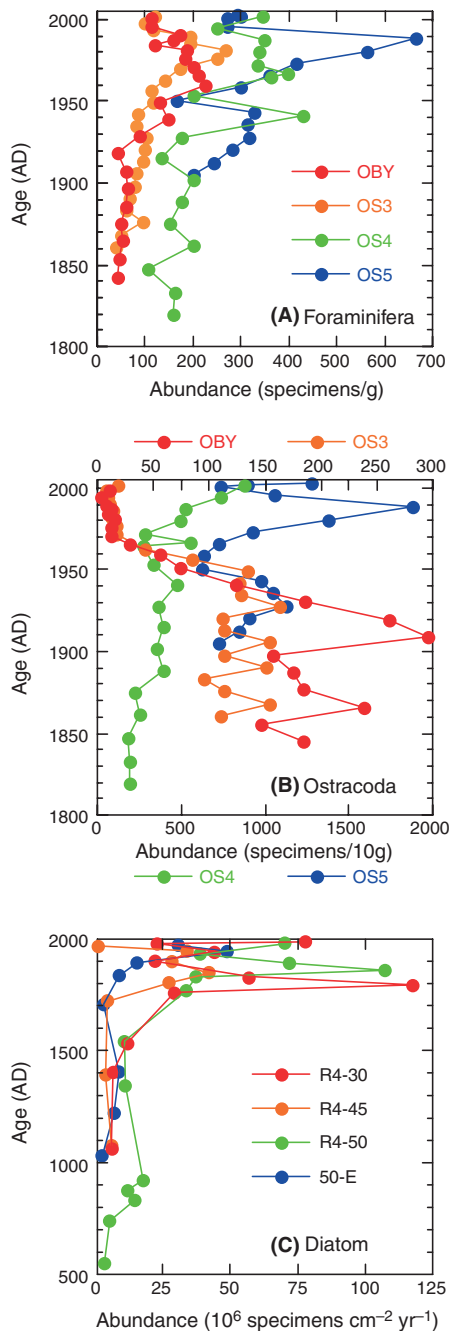 2000
1950
1900
1850
1800
Age (AD)
OBY
OS3
OS4
OS5
(A) Foraminifera
0 100 200 300 400 500 600 700
Abundance (specimens/g)
OBY OS3
0 50 100 150 200 250 300
2000
1950
1900
1850
1800
Age (AD)
(B) Ostracoda
0 500 1000 1500 2000
Abundance (specimens/10g)
OS4 OS5
2000
1500
1000
500
Age (AD)
R4-30
R4-45
R4-50
50-E
(C) Diatom
0 25 50 75 100 125
Abundance (10⁶ specimens cm⁻² yr⁻¹)